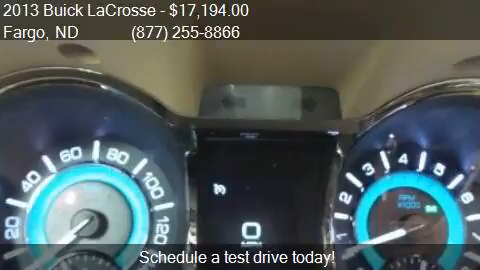 2013 Buick LaCrosse - $17,194.00
Fargo, ND (877) 255-8866
20 40 60 80 100 120
0
1 2 3 4 5 6
RPM
x1000
Schedule a test drive today!